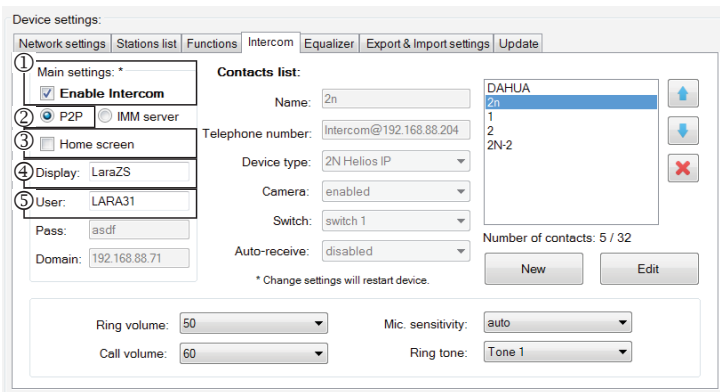 Device settings:
Network settings Stations list Functions Intercom Equalizer Export & Import settings Update
① Main settings: *
Enable Intercom
② P2P IMM server
③ Home screen
④ Display: LaraZS
⑤ User: LARA31
Pass: asdf
Domain: 192.168.88.71
Contacts list:
Name: 2n
Telephone number: Intercom@192.168.88.204
Device type: 2N Helios IP
Camera: enabled
Switch: switch 1
Auto-receive: disabled
* Change settings will restart device.
DAHUA
2n
1
2
2N-2
Number of contacts: 5 / 32
New Edit
Ring volume: 50 Mic. sensitivity: auto
Call volume: 60 Ring tone: Tone 1